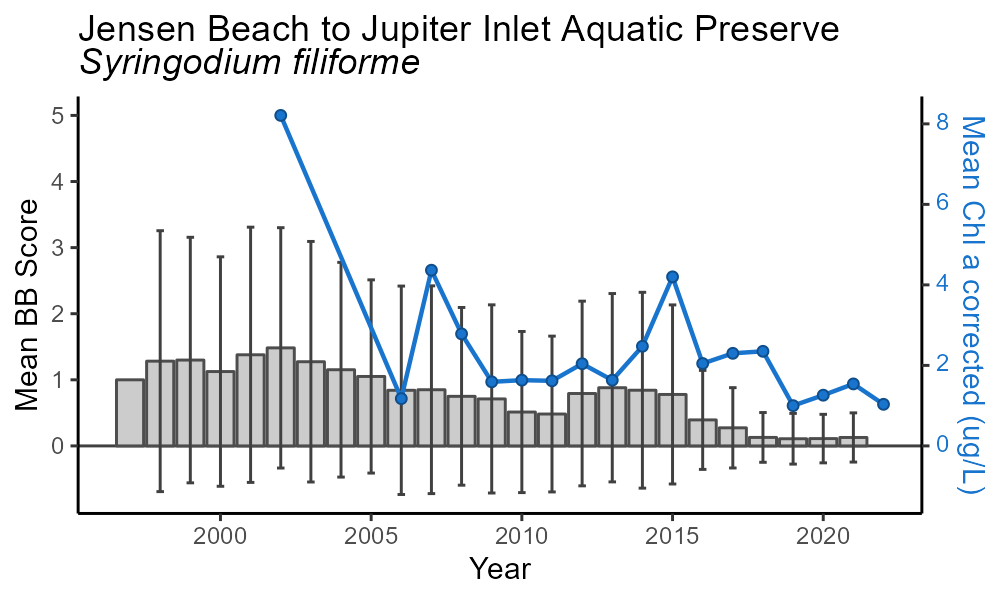 Jensen Beach to Jupiter Inlet Aquatic Preserve
Syringodium filiforme
Mean BB Score
5
4
3
2
1
0
8
6
4
2
0
Mean Chl a corrected (ug/L)
2000 2005 2010 2015 2020
Year